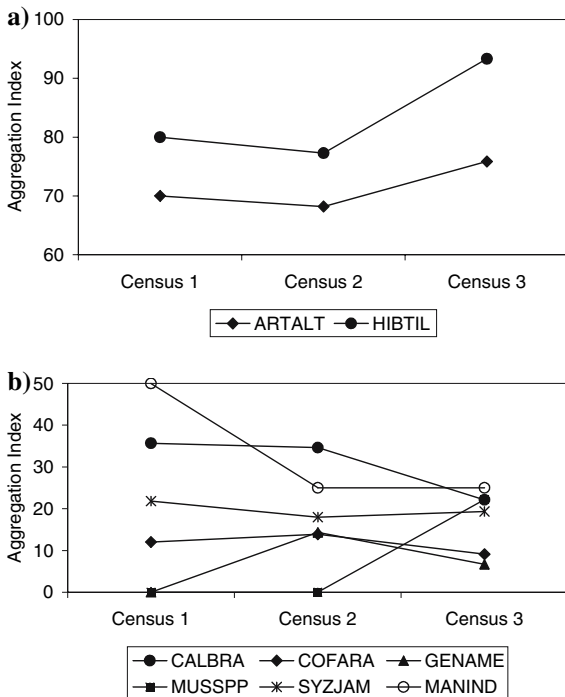 a)
100
90
80
70
60
Aggregation Index
Census 1 Census 2 Census 3
ARTALT HIBTIL
b)
50
40
30
20
10
0
Aggregation Index
Census 1 Census 2 Census 3
CALBRA COFARA GENAME
MUSSPP SYZJAM MANIND